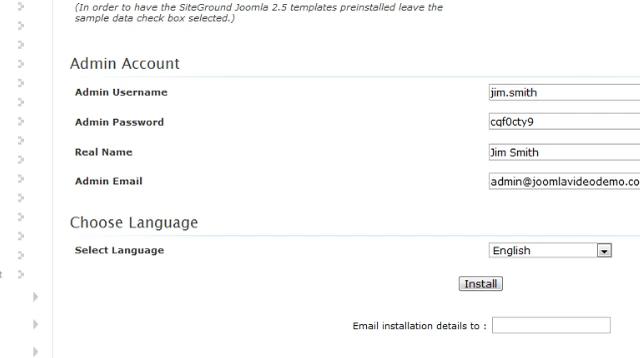 (In order to have the SiteGround Joomla 2.5 templates preinstalled leave the
sample data check box selected.)
Admin Account
Admin Username jim.smith
Admin Password cqf0cty9
Real Name Jim Smith
Admin Email admin@joomlavideodemo.co
Choose Language
Select Language English
Install
Email installation details to :